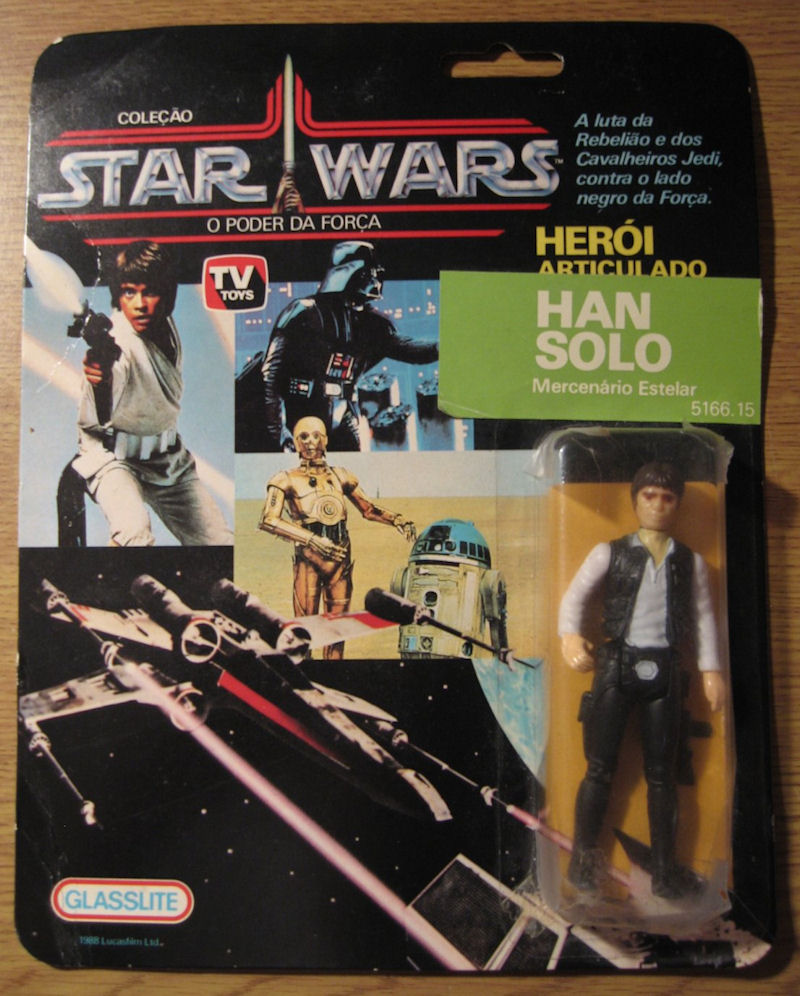 COLEÇÃO
STAR WARS™
O PODER DA FORÇA
A luta da
Rebelião e dos
Cavalheiros Jedi,
contra o lado
negro da Força.
HERÓI
ARTICULADO
TV
TOYS
HAN
SOLO
Mercenário Estelar
5166.15
GLASSLITE
1988 Lucasfilm Ltd.